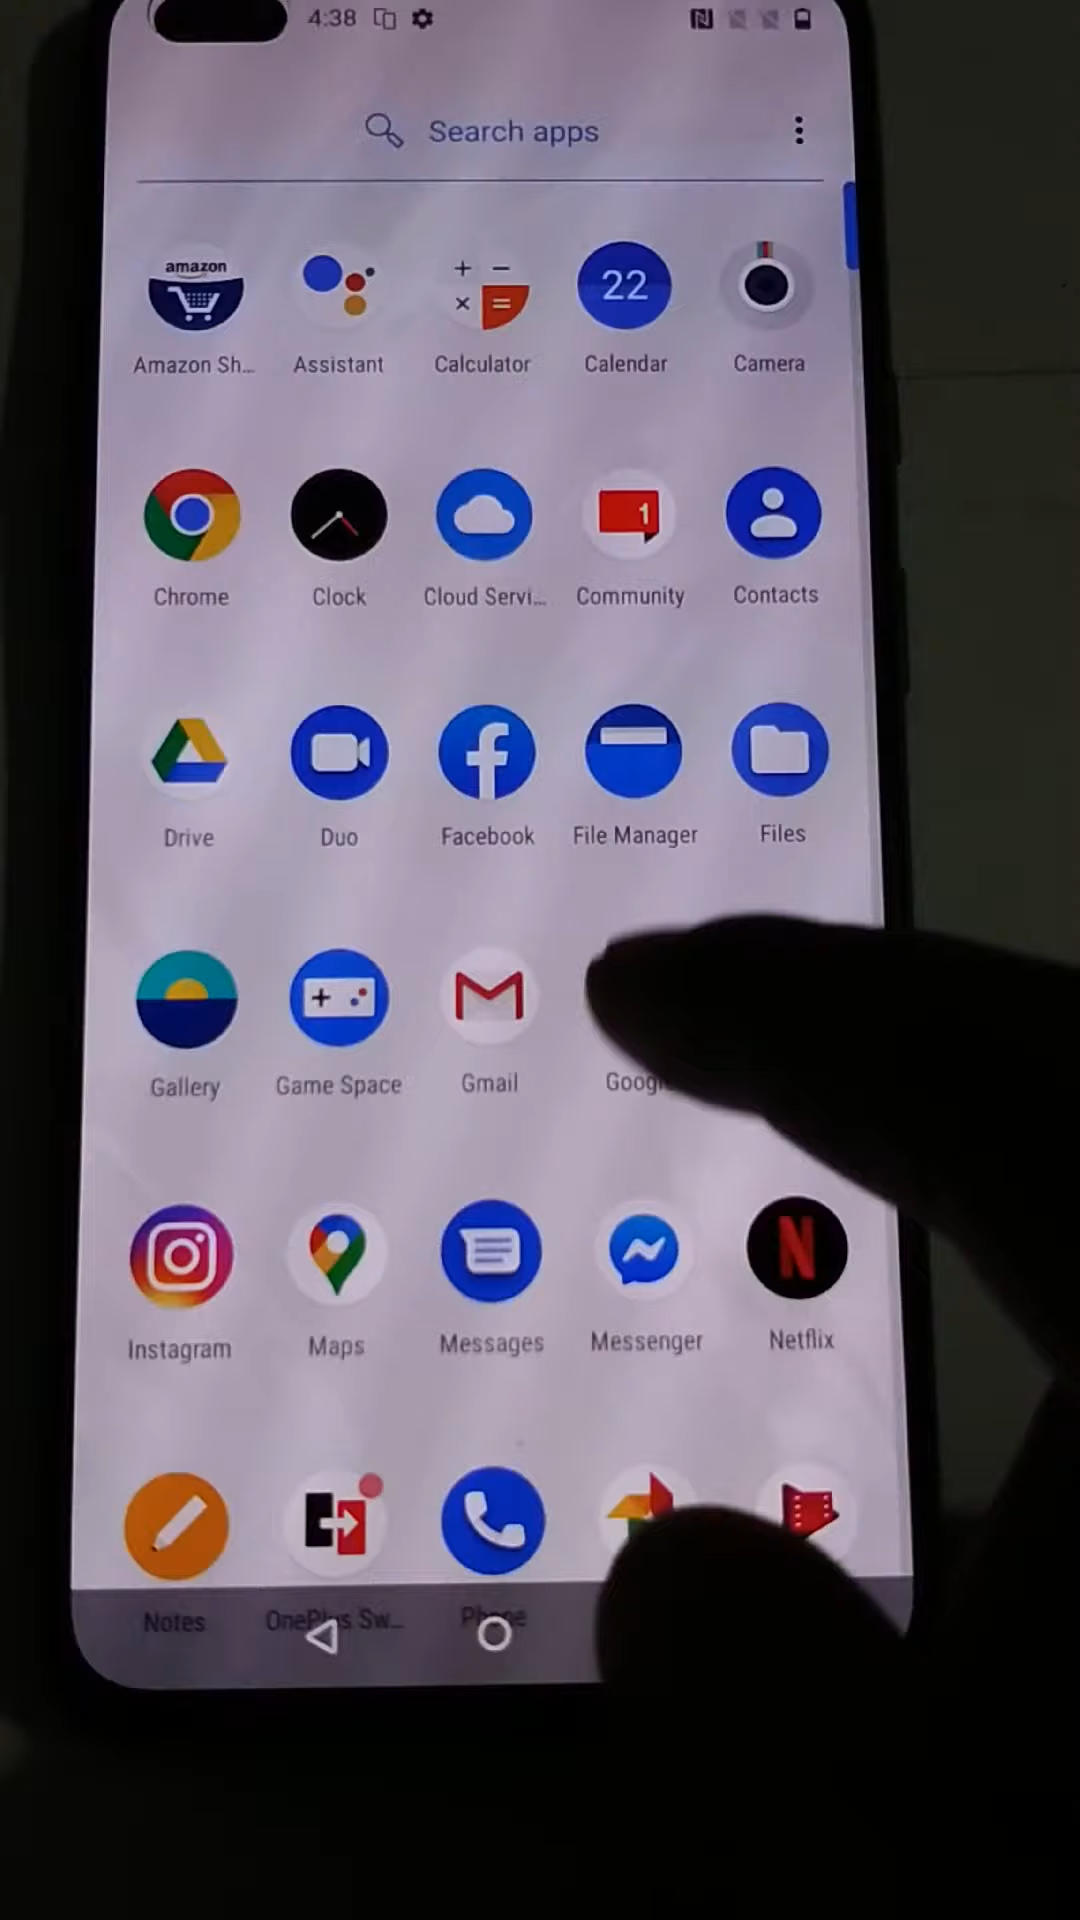 4:38
Search apps
amazon
22
Amazon Sh...
Assistant
Calculator
Calendar
Camera
1
Chrome
Clock
Cloud Servi...
Community
Contacts
Drive
Duo
Facebook
File Manager
Files
Gallery
Game Space
Gmail
Instagram
Maps
Messages
Messenger
Netflix
Notes
OnePlus Sw...
Phone